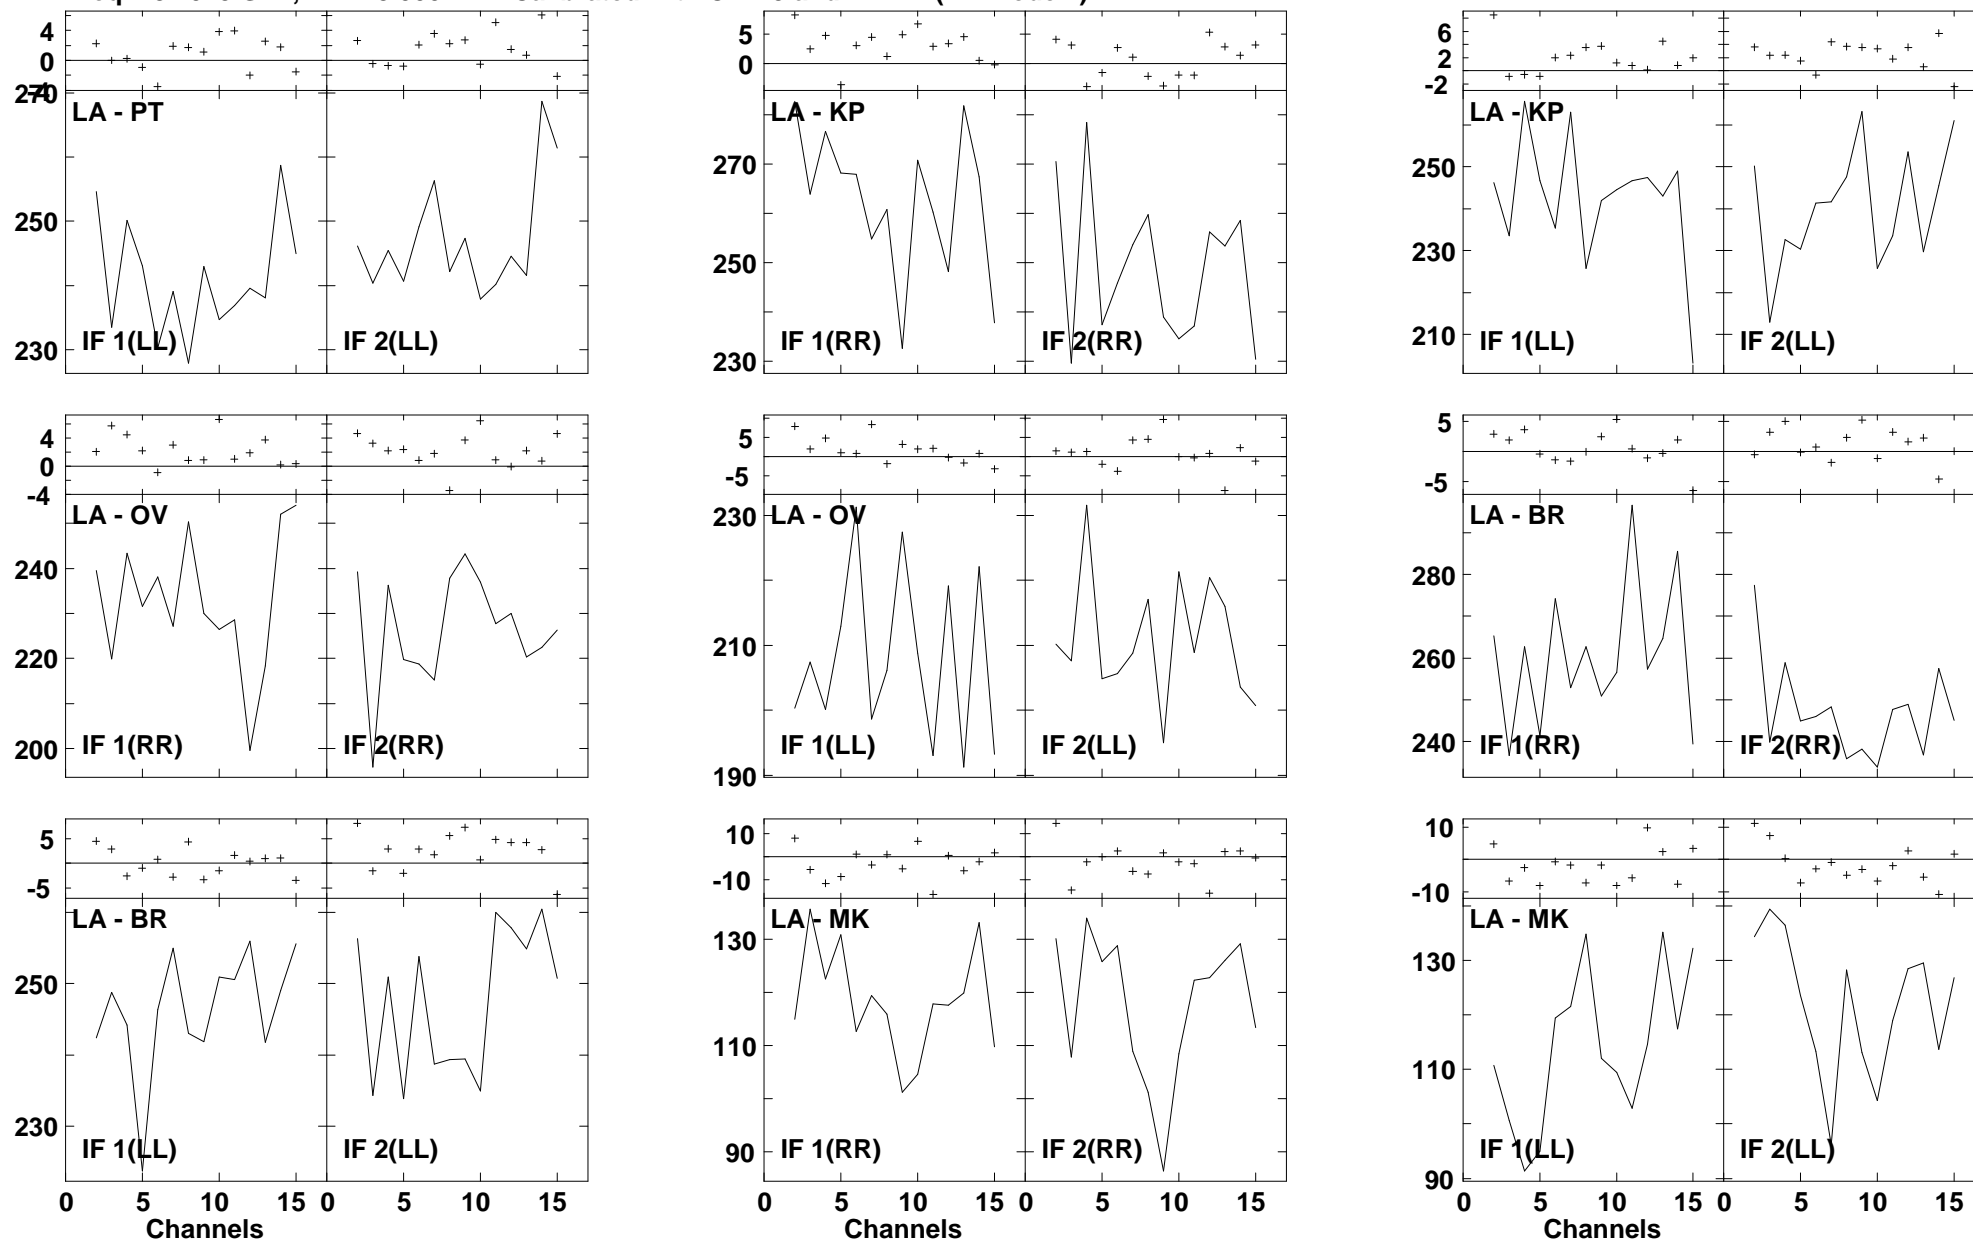 4
0
-4
270
LA - PT
250
230
IF 1(LL)
IF 2(LL)
5
0
LA - KP
270
250
230
IF 1(RR)
IF 2(RR)
6
2
-2
LA - KP
250
230
210
IF 1(LL)
IF 2(LL)
4
0
-4
LA - OV
240
220
200
IF 1(RR)
IF 2(RR)
5
-5
230
LA - OV
210
190
IF 1(LL)
IF 2(LL)
5
-5
LA - BR
280
260
240
IF 1(RR)
IF 2(RR)
5
-5
LA - BR
250
230
IF 1(LL)
IF 2(LL)
0 5 10 15 0 5 10 15
Channels
10
-10
LA - MK
130
110
90
IF 1(RR)
IF 2(RR)
0 5 10 15 0 5 10 15
Channels
10
-10
LA - MK
130
110
90
IF 1(LL)
IF 2(LL)
0 5 10 15 0 5 10 15
Channels